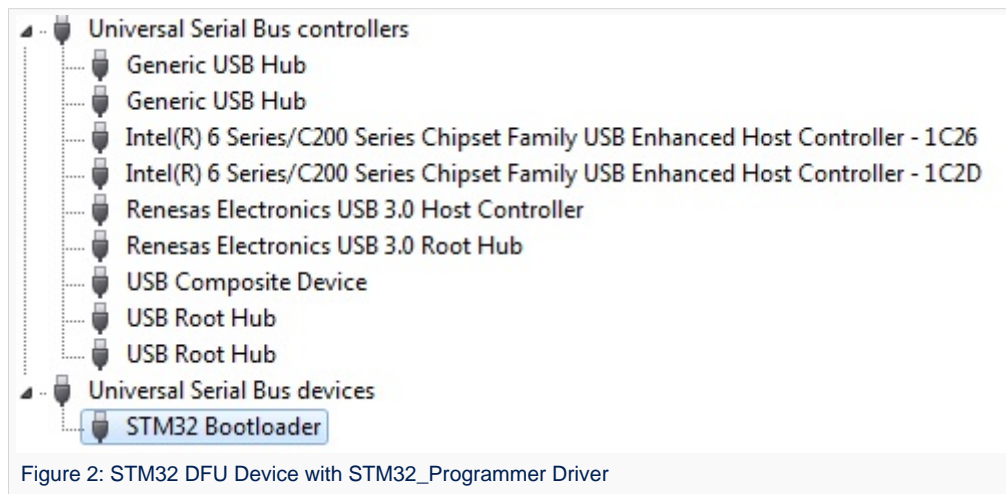 Universal Serial Bus controllers
Generic USB Hub
Generic USB Hub
Intel(R) 6 Series/C200 Series Chipset Family USB Enhanced Host Controller - 1C26
Intel(R) 6 Series/C200 Series Chipset Family USB Enhanced Host Controller - 1C2D
Renesas Electronics USB 3.0 Host Controller
Renesas Electronics USB 3.0 Root Hub
USB Composite Device
USB Root Hub
USB Root Hub
Universal Serial Bus devices
STM32 Bootloader
Figure 2: STM32 DFU Device with STM32_Programmer Driver